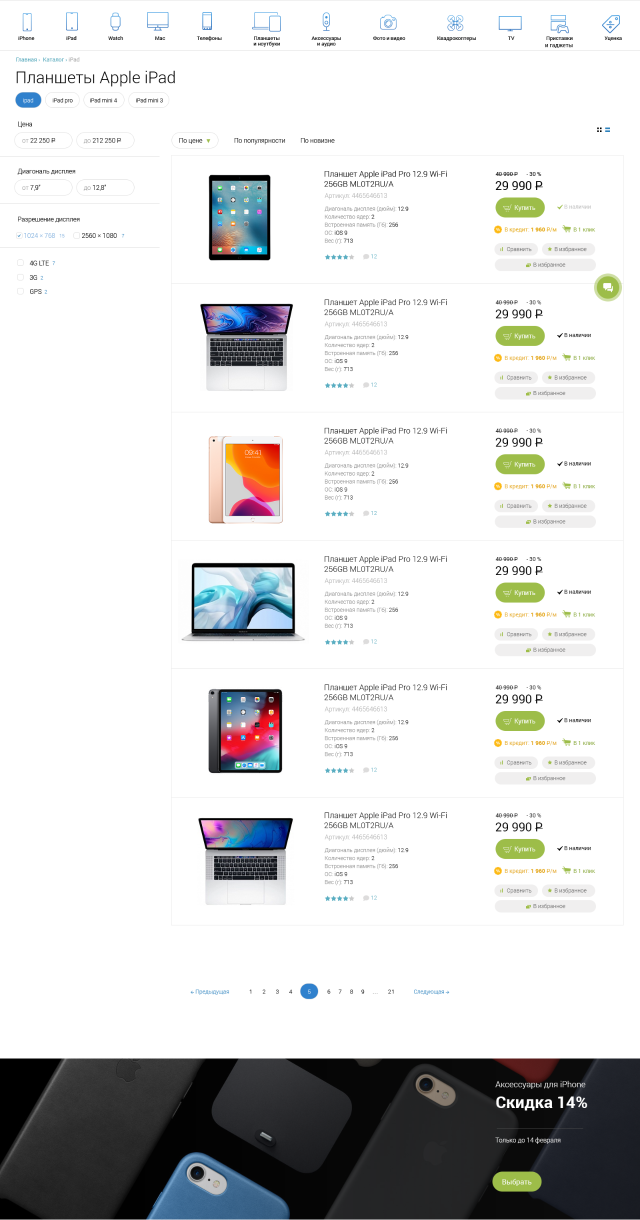 iPhone
iPad
Watch
Mac
Телефоны
Планшеты
и ноутбуки
Аксессуары
и аудио
Фото и видео
Квадрокоптеры
TV
Приставки
и гаджеты
Уценка
Главная › Каталог › iPad
Планшеты Apple iPad
ipad
iPad pro
iPad mini 4
iPad mini 3
Цена
от 22 250 ₽
до 212 250 ₽
Диагональ дисплея
от 7,9"
до 12,8"
Разрешение дисплея
1024 × 768 15
2560 × 1080 7
4G LTE 7
3G 2
GPS 2
По цене
По популярности
По новизне
Планшет Apple iPad Pro 12.9 Wi-Fi
256GB ML0T2RU/A
Артикул: 4465646613
Диагональ дисплея (дюйм): 12.9
Количество ядер: 2
Встроенная память (Гб): 256
ОС: iOS 9
Вес (г): 713
12
40 990 ₽ - 30 %
29 990 ₽
Купить
В наличии
% В кредит: 1 960 ₽/м
В 1 клик
Сравнить
В избранное
В избранное
Планшет Apple iPad Pro 12.9 Wi-Fi
256GB ML0T2RU/A
Артикул: 4465646613
Диагональ дисплея (дюйм): 12.9
Количество ядер: 2
Встроенная память (Гб): 256
ОС: iOS 9
Вес (г): 713
12
40 990 ₽ - 30 %
29 990 ₽
Купить
В наличии
% В кредит: 1 960 ₽/м
В 1 клик
Сравнить
В избранное
В избранное
09:41
Планшет Apple iPad Pro 12.9 Wi-Fi
256GB ML0T2RU/A
Артикул: 4465646613
Диагональ дисплея (дюйм): 12.9
Количество ядер: 2
Встроенная память (Гб): 256
ОС: iOS 9
Вес (г): 713
12
40 990 ₽ - 30 %
29 990 ₽
Купить
В наличии
% В кредит: 1 960 ₽/м
В 1 клик
Сравнить
В избранное
В избранное
Планшет Apple iPad Pro 12.9 Wi-Fi
256GB ML0T2RU/A
Артикул: 4465646613
Диагональ дисплея (дюйм): 12.9
Количество ядер: 2
Встроенная память (Гб): 256
ОС: iOS 9
Вес (г): 713
12
40 990 ₽ - 30 %
29 990 ₽
Купить
В наличии
% В кредит: 1 960 ₽/м
В 1 клик
Сравнить
В избранное
В избранное
Планшет Apple iPad Pro 12.9 Wi-Fi
256GB ML0T2RU/A
Артикул: 4465646613
Диагональ дисплея (дюйм): 12.9
Количество ядер: 2
Встроенная память (Гб): 256
ОС: iOS 9
Вес (г): 713
12
40 990 ₽ - 30 %
29 990 ₽
Купить
В наличии
% В кредит: 1 960 ₽/м
В 1 клик
Сравнить
В избранное
В избранное
Планшет Apple iPad Pro 12.9 Wi-Fi
256GB ML0T2RU/A
Артикул: 4465646613
Диагональ дисплея (дюйм): 12.9
Количество ядер: 2
Встроенная память (Гб): 256
ОС: iOS 9
Вес (г): 713
12
40 990 ₽ - 30 %
29 990 ₽
Купить
В наличии
% В кредит: 1 960 ₽/м
В 1 клик
Сравнить
В избранное
В избранное
Предыдущая 1 2 3 4 5 6 7 8 9 ... 21 Следующая
Аксессуары для iPhone
Скидка 14%
Только до 14 февраля
Выбрать